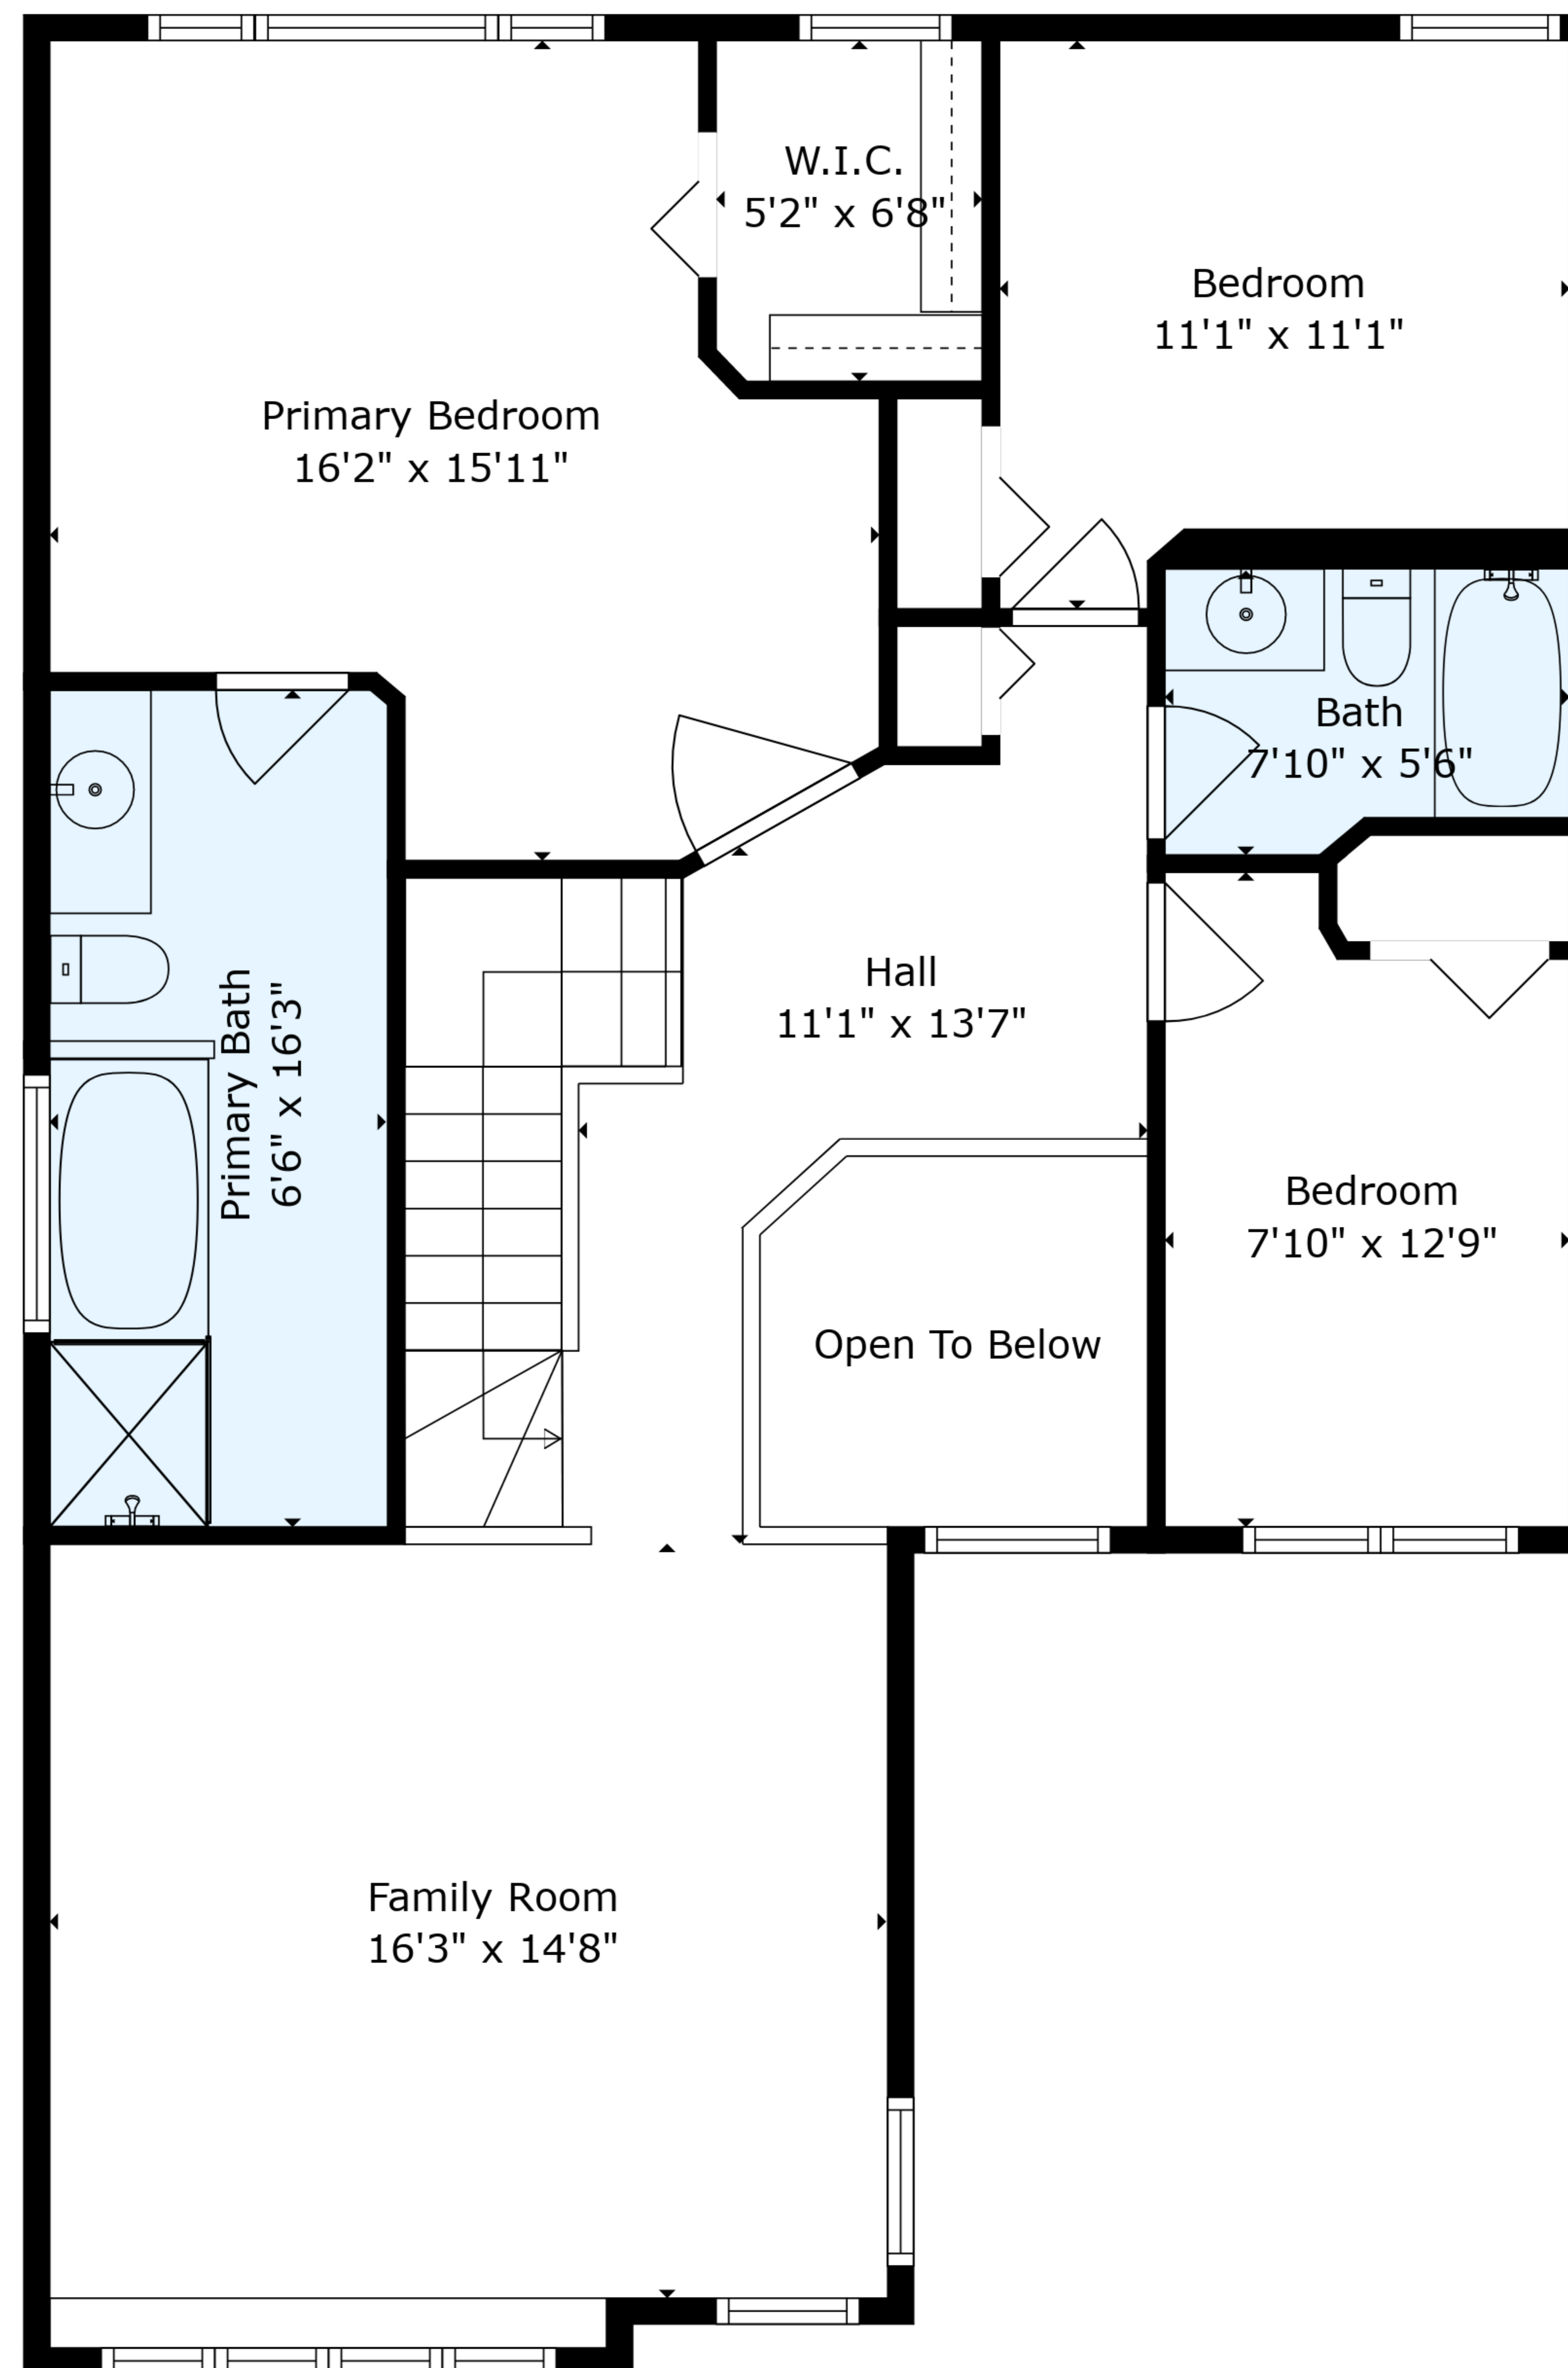 W.I.C.
5'2" x 6'8"
Bedroom
11'1" x 11'1"
Primary Bedroom
16'2" x 15'11"
Bath
7'10" x 5'6"
Hall
11'1" x 13'7"
Primary Bath
6'6" x 16'3"
Bedroom
7'10" x 12'9"
Open To Below
Family Room
16'3" x 14'8"